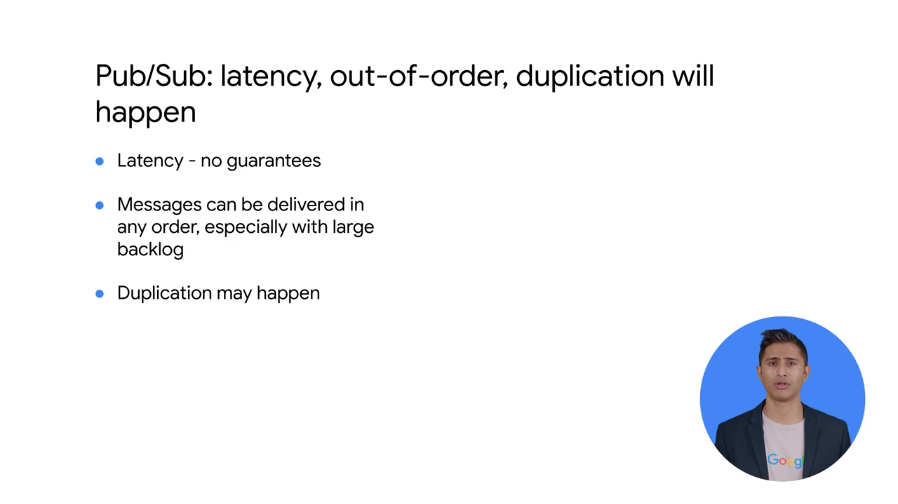 Pub/Sub: latency, out-of-order, duplication will
happen
Latency - no guarantees
Messages can be delivered in
any order, especially with large
backlog
Duplication may happen
Google